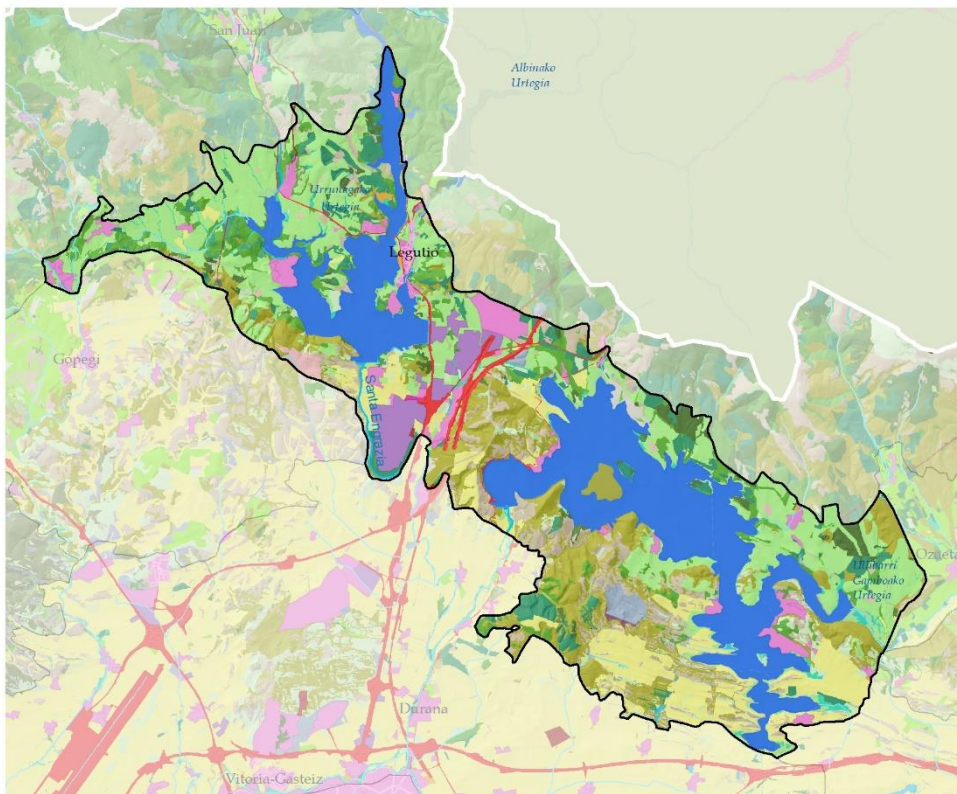 San Juan
Albinako
Urtegia
Urrunagako
Urtegia
Legutio
Gopegi
Santa Engrazia
Ozaeta
Ullibarri
Ganboako
Urtegia
Durana
Vitoria-Gasteiz